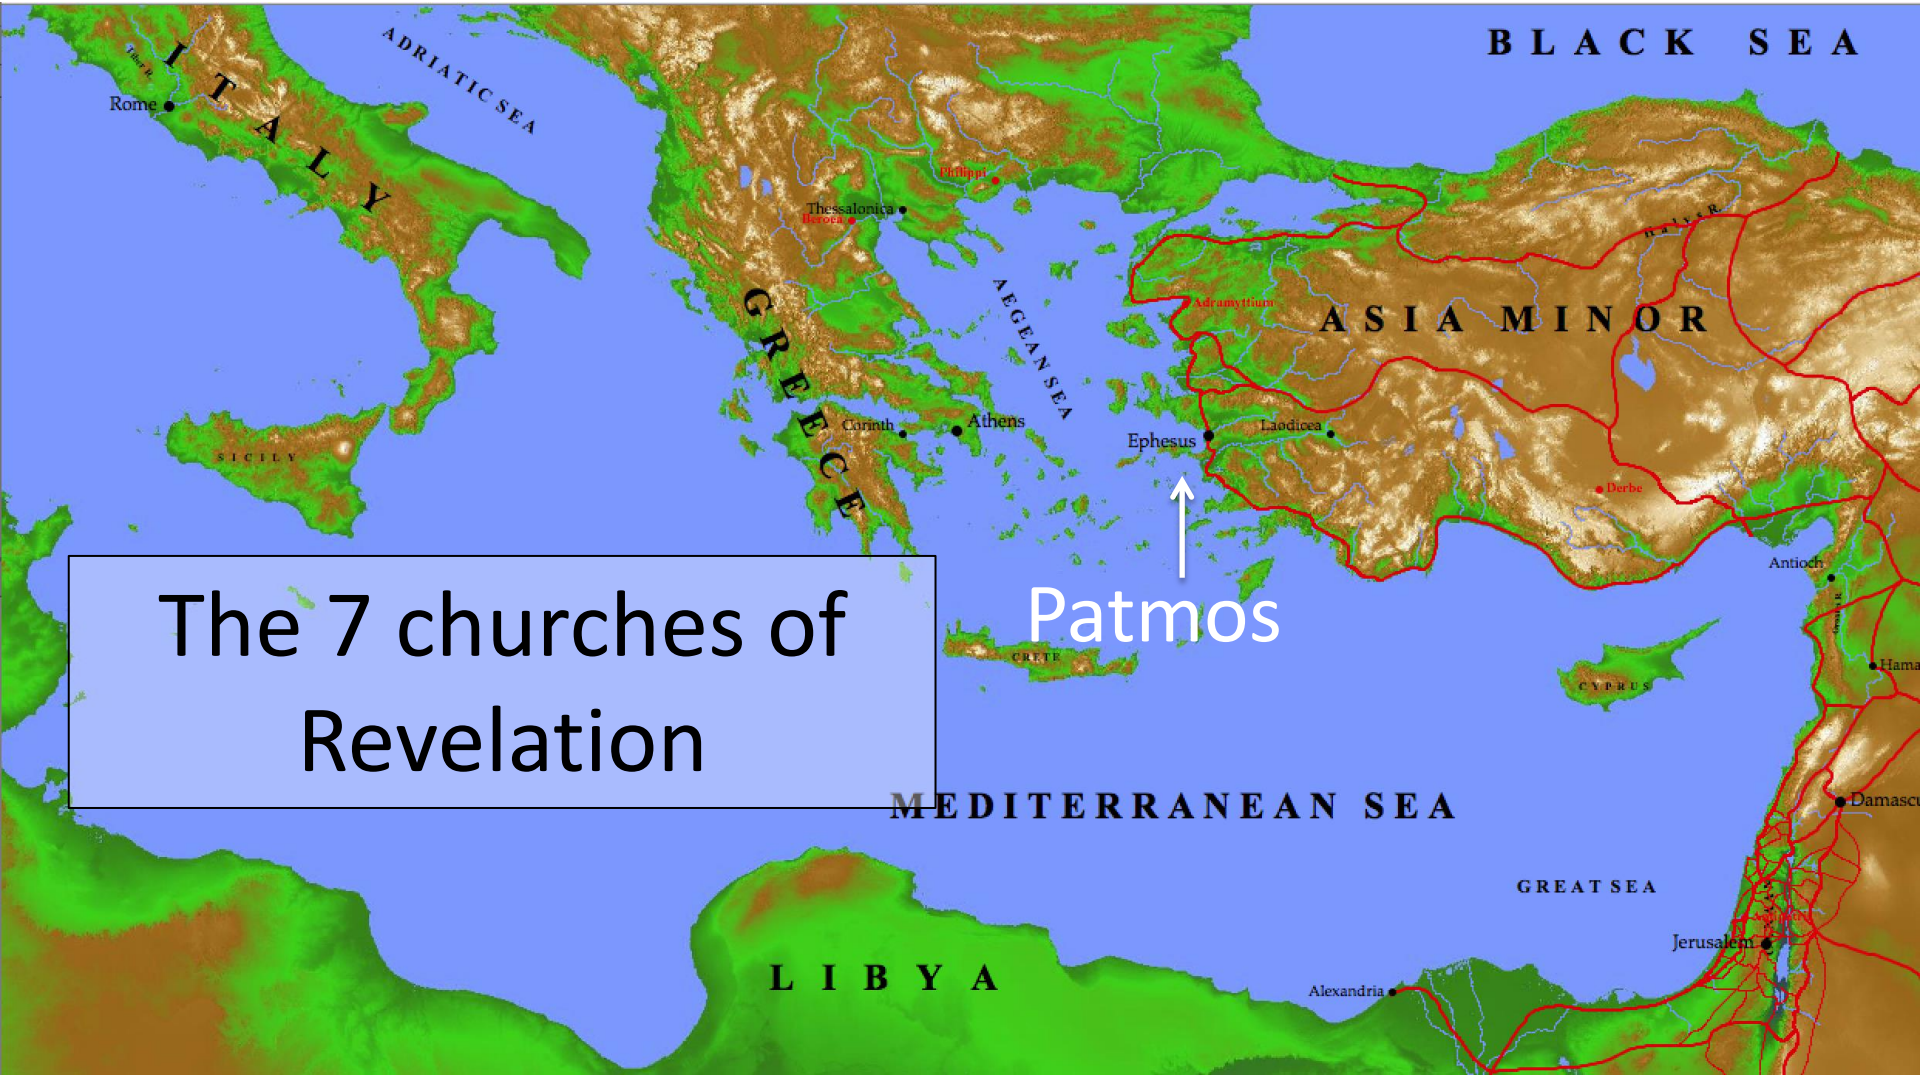 BLACK SEA
ADRIATIC SEA
ITALY
Tiber R.
Rome
Philippi
Thessalonica
Beroea
Halys R.
GREECE
AEGEAN SEA
Adramyttium
ASIA MINOR
Corinth
Athens
Ephesus
Laodicea
SICILY
Derbe
Antioch
The 7 churches of
Revelation
Patmos
CRETE
CYPRUS
Hama
MEDITERRANEAN SEA
Damascu
GREAT SEA
Jerusalem
LIBYA
Alexandria